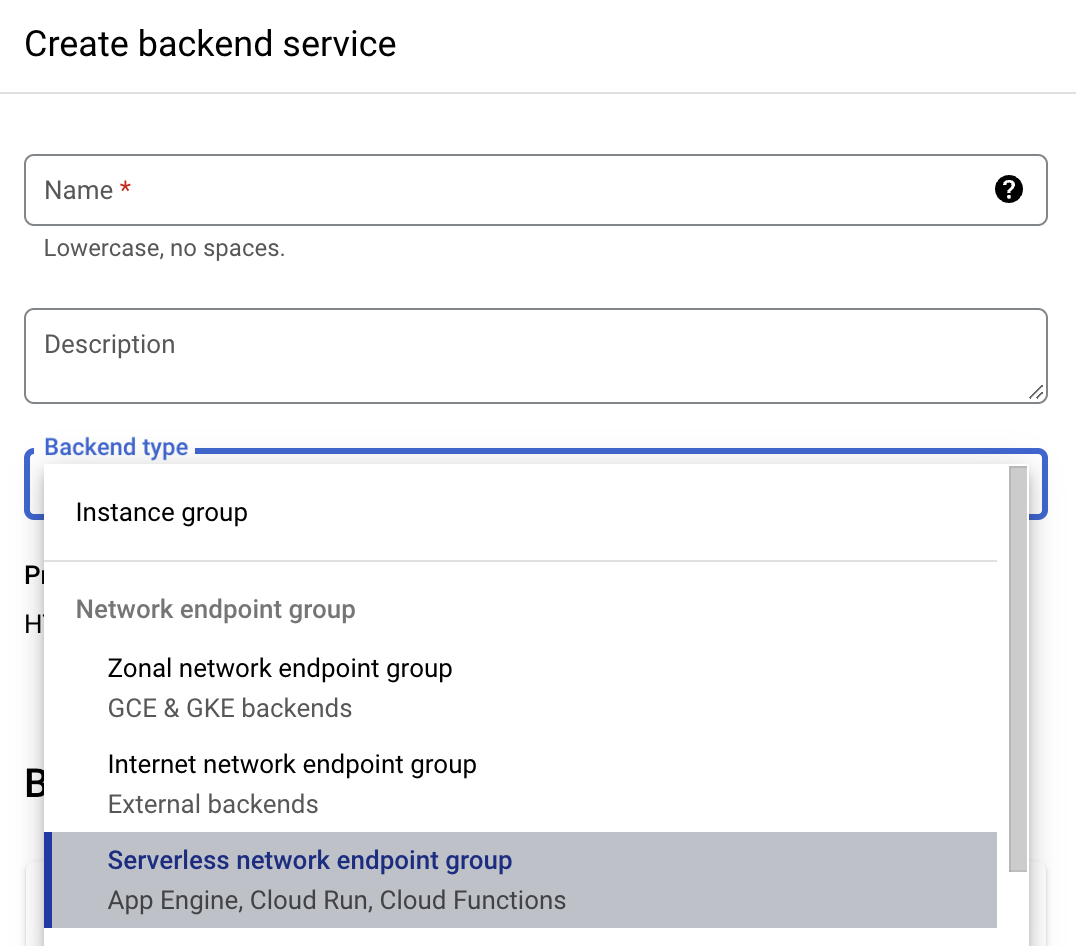 Create backend service
Name *
Lowercase, no spaces.
Description
Backend type
Instance group
Network endpoint group
Zonal network endpoint group
GCE & GKE backends
Internet network endpoint group
External backends
Serverless network endpoint group
App Engine, Cloud Run, Cloud Functions